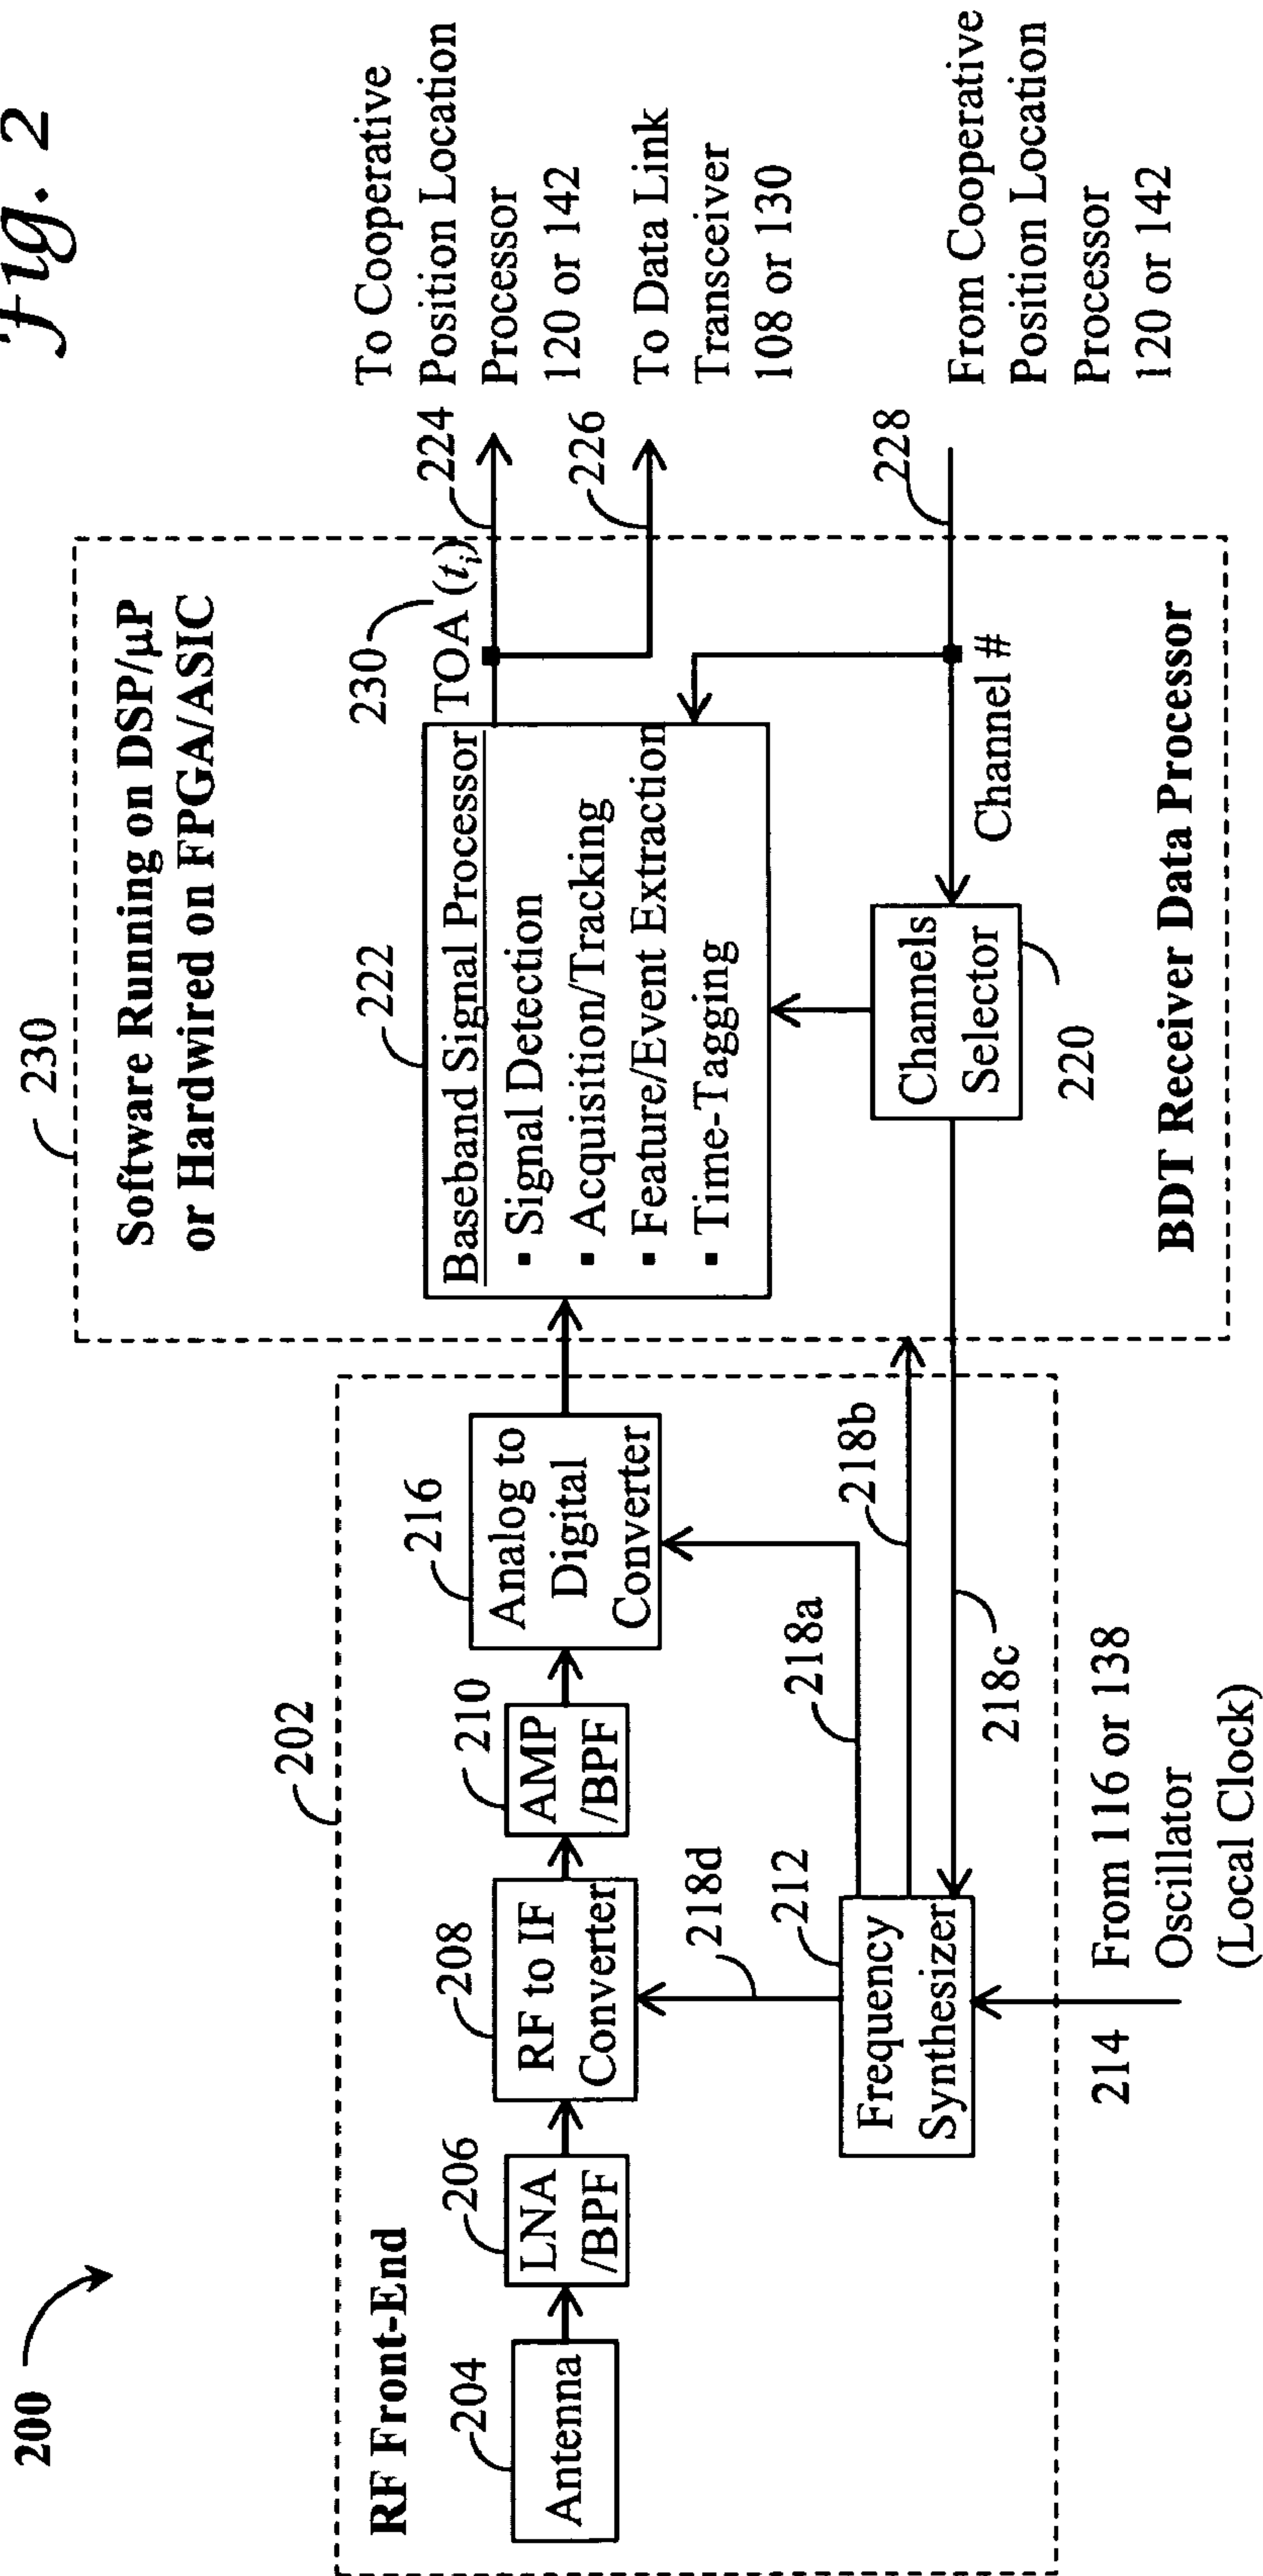 Fig. 2
200
230
Software Running on DSP/µP
or Hardwired on FPGA/ASIC
202
RF Front-End
204
Antenna
206
LNA
/BPF
208
RF to IF
Converter
210
AMP
/BPF
216
Analog to
Digital
Converter
222
Baseband Signal Processor
▪ Signal Detection
▪ Acquisition/Tracking
▪ Feature/Event Extraction
▪ Time-Tagging
230
TOA (ti)
224
To Cooperative
Position Location
Processor
120 or 142
226
To Data Link
Transceiver
108 or 130
228
From Cooperative
Position Location
Processor
120 or 142
Channel #
Channels
Selector
220
BDT Receiver Data Processor
212
Frequency
Synthesizer
218d
218a
218b
218c
214
From 116 or 138
Oscillator
(Local Clock)